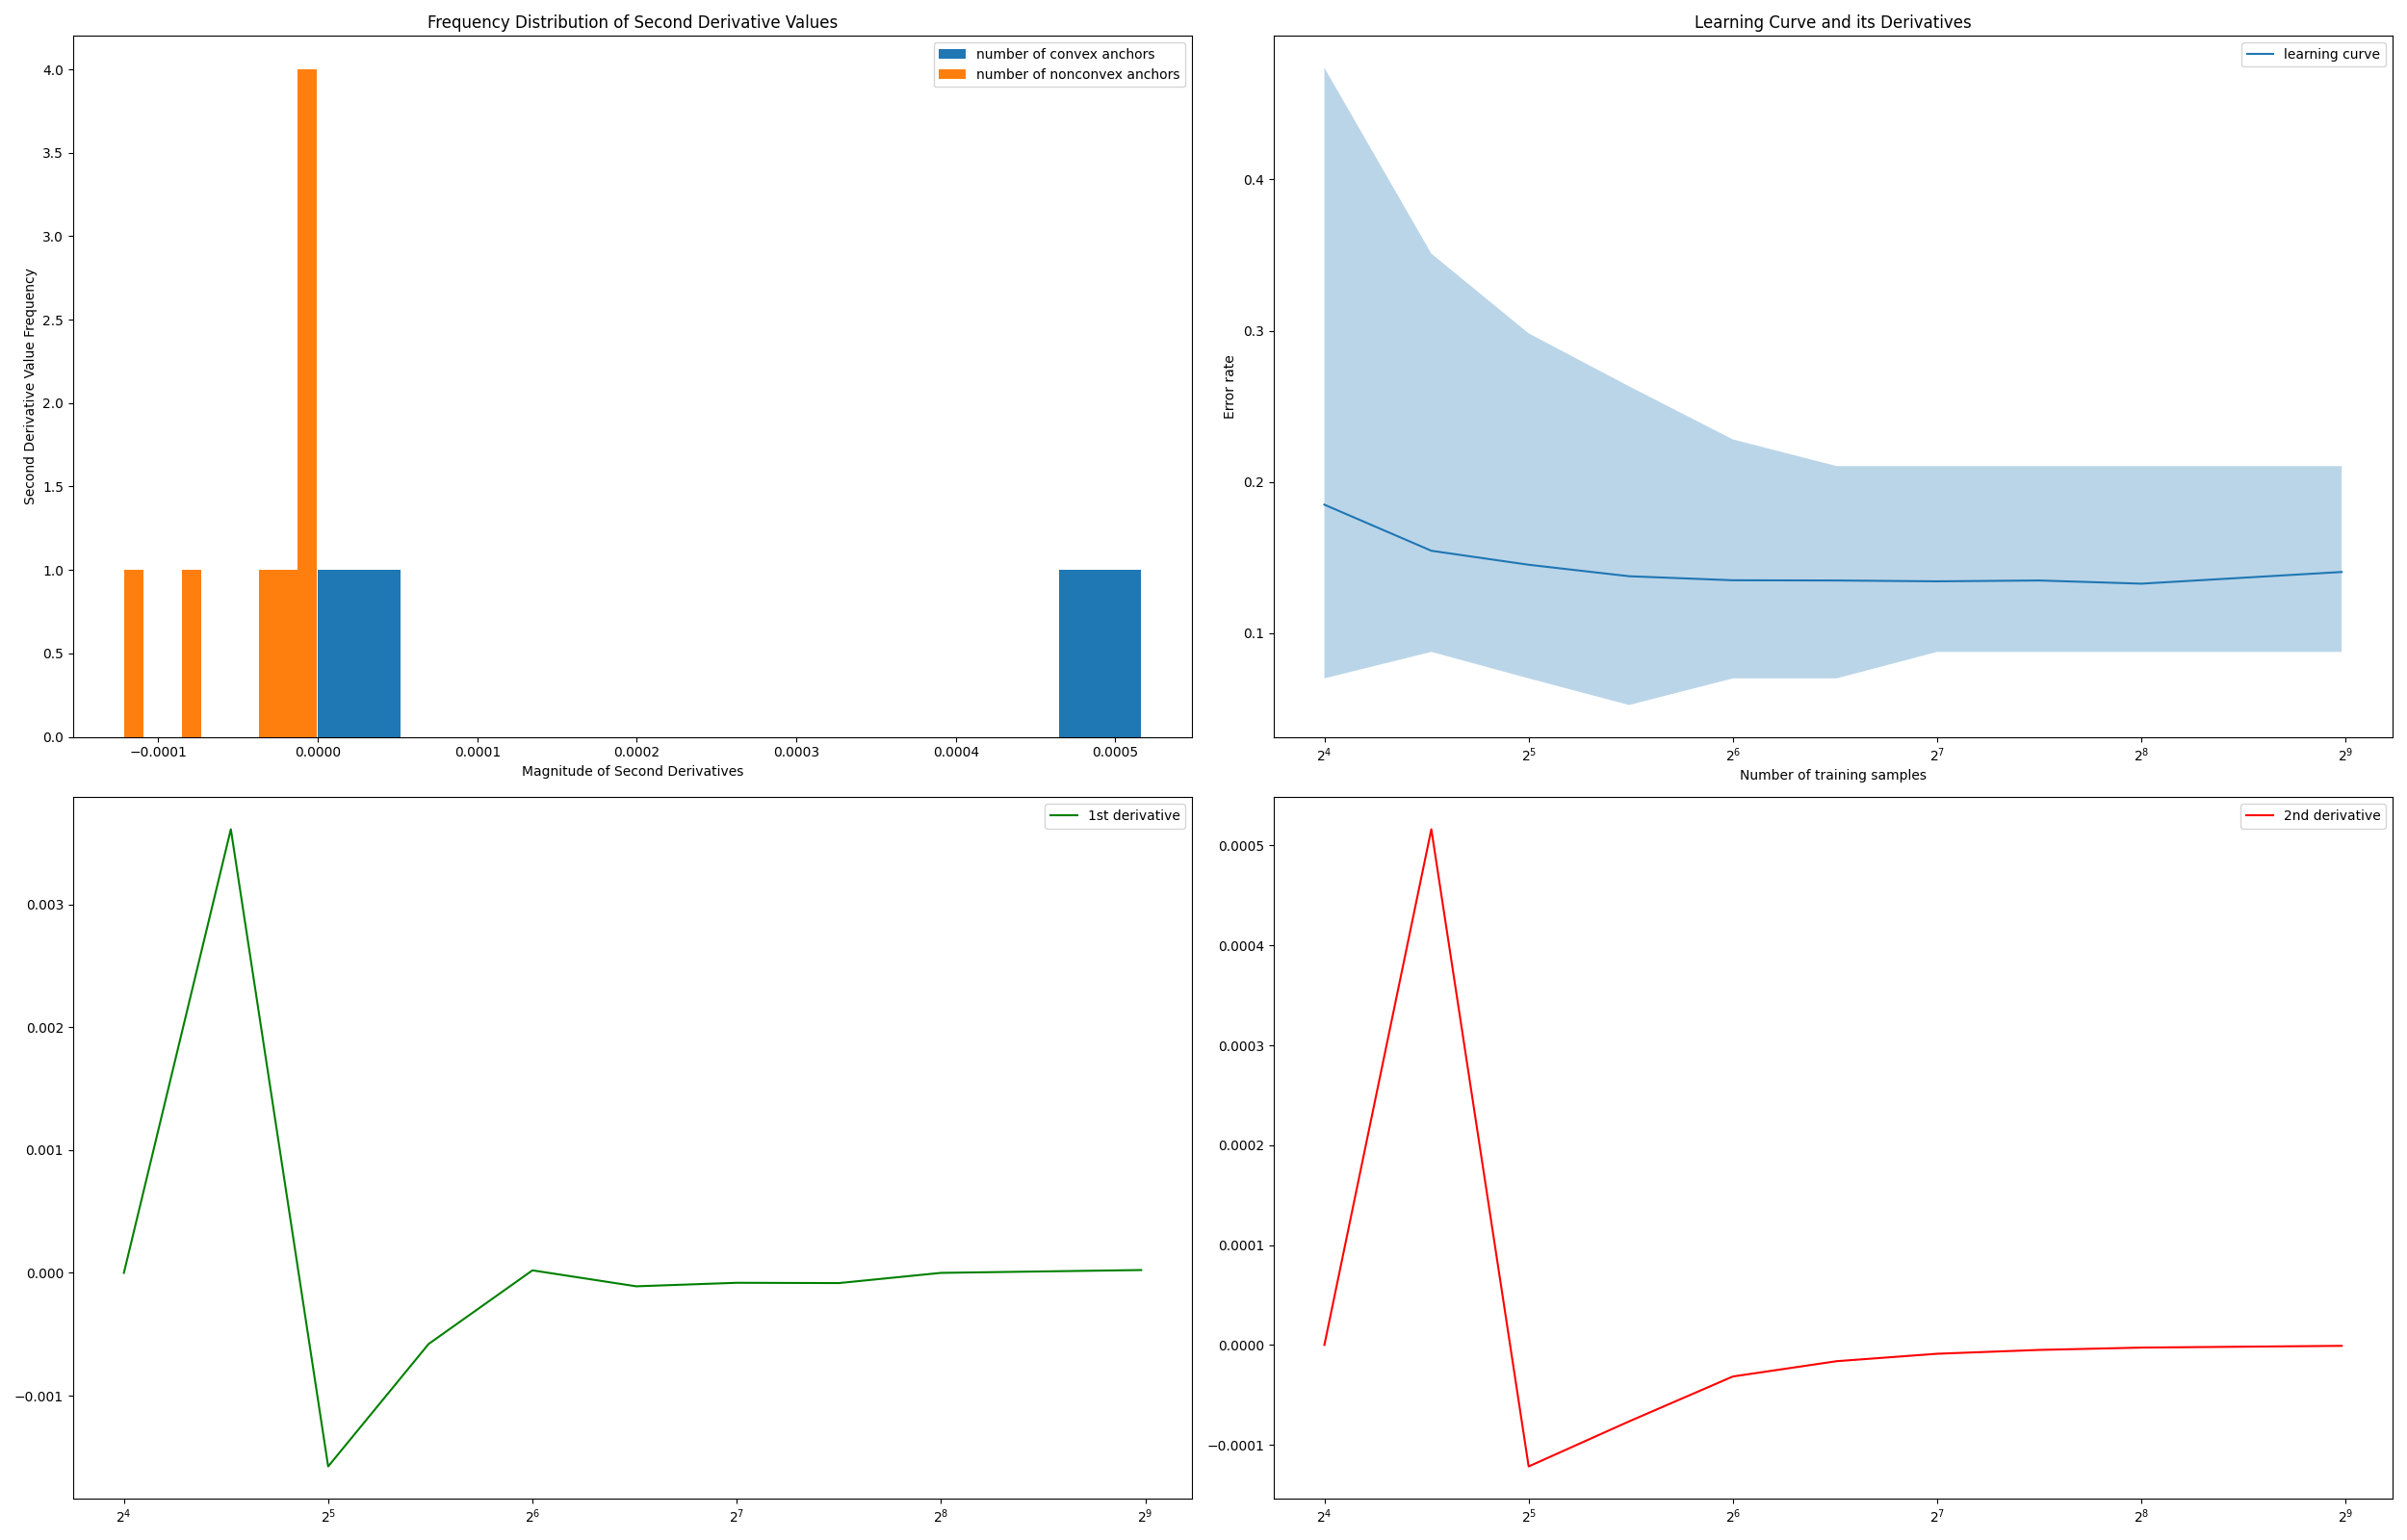 Frequency Distribution of Second Derivative Values
number of convex anchors
number of nonconvex anchors
Second Derivative Value Frequency
4.0
3.5
3.0
2.5
2.0
1.5
1.0
0.5
0.0
−0.0001 0.0000 0.0001 0.0002 0.0003 0.0004 0.0005
Magnitude of Second Derivatives
Learning Curve and its Derivatives
learning curve
Error rate
0.4
0.3
0.2
0.1
2⁴ 2⁵ 2⁶ 2⁷ 2⁸ 2⁹
Number of training samples
1st derivative
0.003
0.002
0.001
0.000
−0.001
2⁴ 2⁵ 2⁶ 2⁷ 2⁸ 2⁹
2nd derivative
0.0005
0.0004
0.0003
0.0002
0.0001
0.0000
−0.0001
2⁴ 2⁵ 2⁶ 2⁷ 2⁸ 2⁹